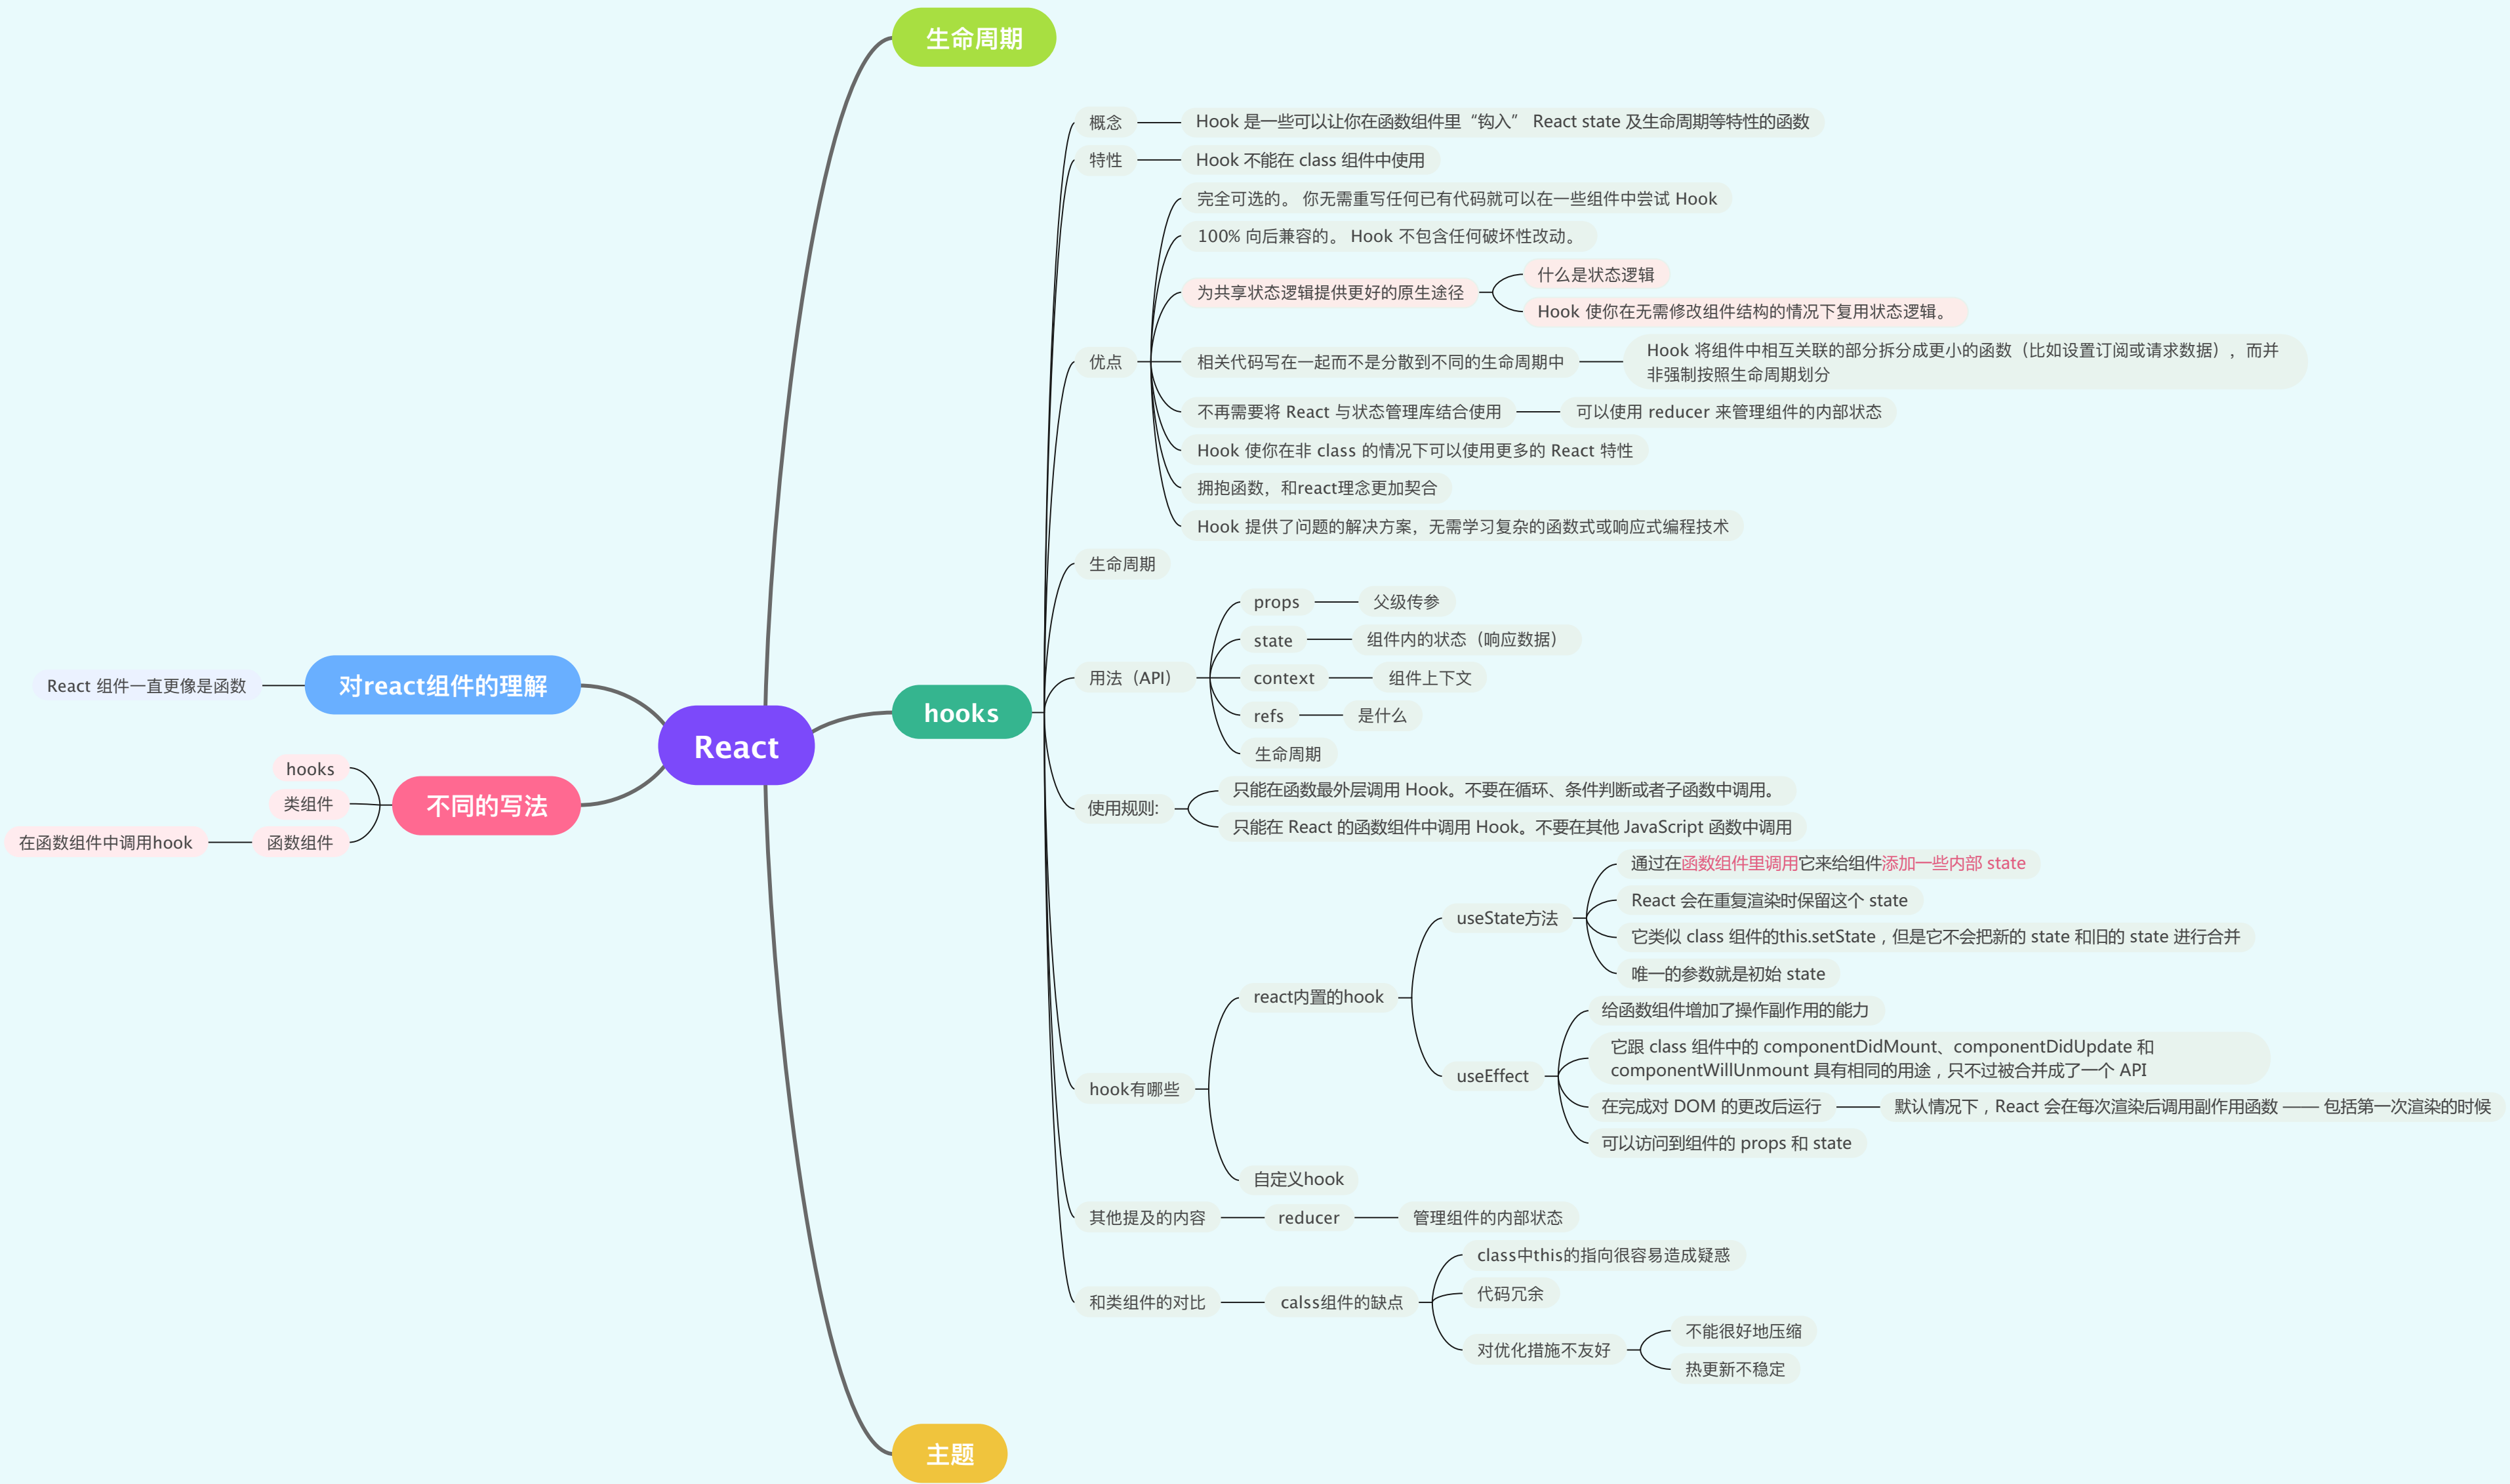 生命周期
概念
Hook 是一些可以让你在函数组件里“钩入” React state 及生命周期等特性的函数
特性
Hook 不能在 class 组件中使用
完全可选的。 你无需重写任何已有代码就可以在一些组件中尝试 Hook
100% 向后兼容的。 Hook 不包含任何破坏性改动。
为共享状态逻辑提供更好的原生途径
什么是状态逻辑
Hook 使你在无需修改组件结构的情况下复用状态逻辑。
优点
相关代码写在一起而不是分散到不同的生命周期中
Hook 将组件中相互关联的部分拆分成更小的函数（比如设置订阅或请求数据），而并
非强制按照生命周期划分
不再需要将 React 与状态管理库结合使用
可以使用 reducer 来管理组件的内部状态
Hook 使你在非 class 的情况下可以使用更多的 React 特性
拥抱函数，和react理念更加契合
Hook 提供了问题的解决方案，无需学习复杂的函数式或响应式编程技术
生命周期
props
父级传参
state
组件内的状态（响应数据）
用法（API）
context
组件上下文
refs
是什么
生命周期
React 组件一直更像是函数
对react组件的理解
React
hooks
hooks
类组件
不同的写法
在函数组件中调用hook
函数组件
使用规则:
只能在函数最外层调用 Hook。不要在循环、条件判断或者子函数中调用。
只能在 React 的函数组件中调用 Hook。不要在其他 JavaScript 函数中调用
hook有哪些
react内置的hook
useState方法
通过在函数组件里调用它来给组件添加一些内部 state
React 会在重复渲染时保留这个 state
它类似 class 组件的this.setState，但是它不会把新的 state 和旧的 state 进行合并
唯一的参数就是初始 state
useEffect
给函数组件增加了操作副作用的能力
它跟 class 组件中的 componentDidMount、componentDidUpdate 和
componentWillUnmount 具有相同的用途，只不过被合并成了一个 API
在完成对 DOM 的更改后运行
默认情况下，React 会在每次渲染后调用副作用函数 —— 包括第一次渲染的时候
可以访问到组件的 props 和 state
自定义hook
其他提及的内容
reducer
管理组件的内部状态
和类组件的对比
calss组件的缺点
class中this的指向很容易造成疑惑
代码冗余
对优化措施不友好
不能很好地压缩
热更新不稳定
主题